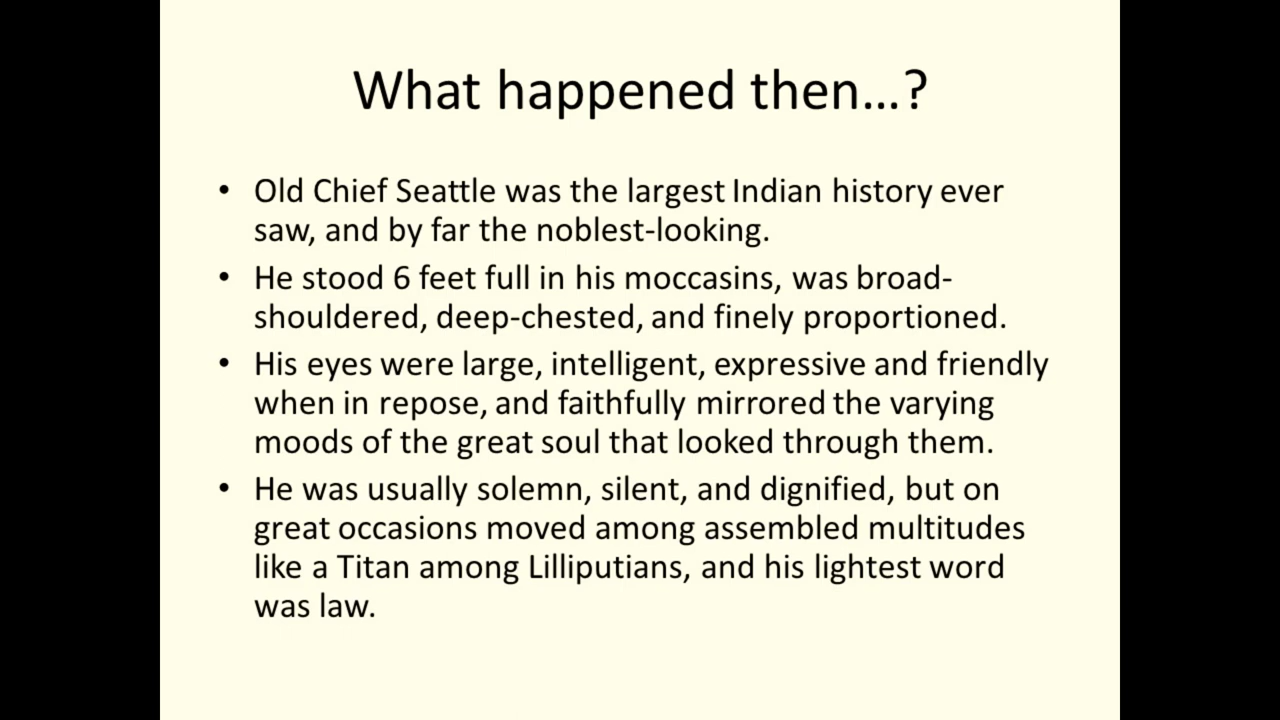 What happened then…?
• Old Chief Seattle was the largest Indian history ever
saw, and by far the noblest-looking.
• He stood 6 feet full in his moccasins, was broad-
shouldered, deep-chested, and finely proportioned.
• His eyes were large, intelligent, expressive and friendly
when in repose, and faithfully mirrored the varying
moods of the great soul that looked through them.
• He was usually solemn, silent, and dignified, but on
great occasions moved among assembled multitudes
like a Titan among Lilliputians, and his lightest word
was law.